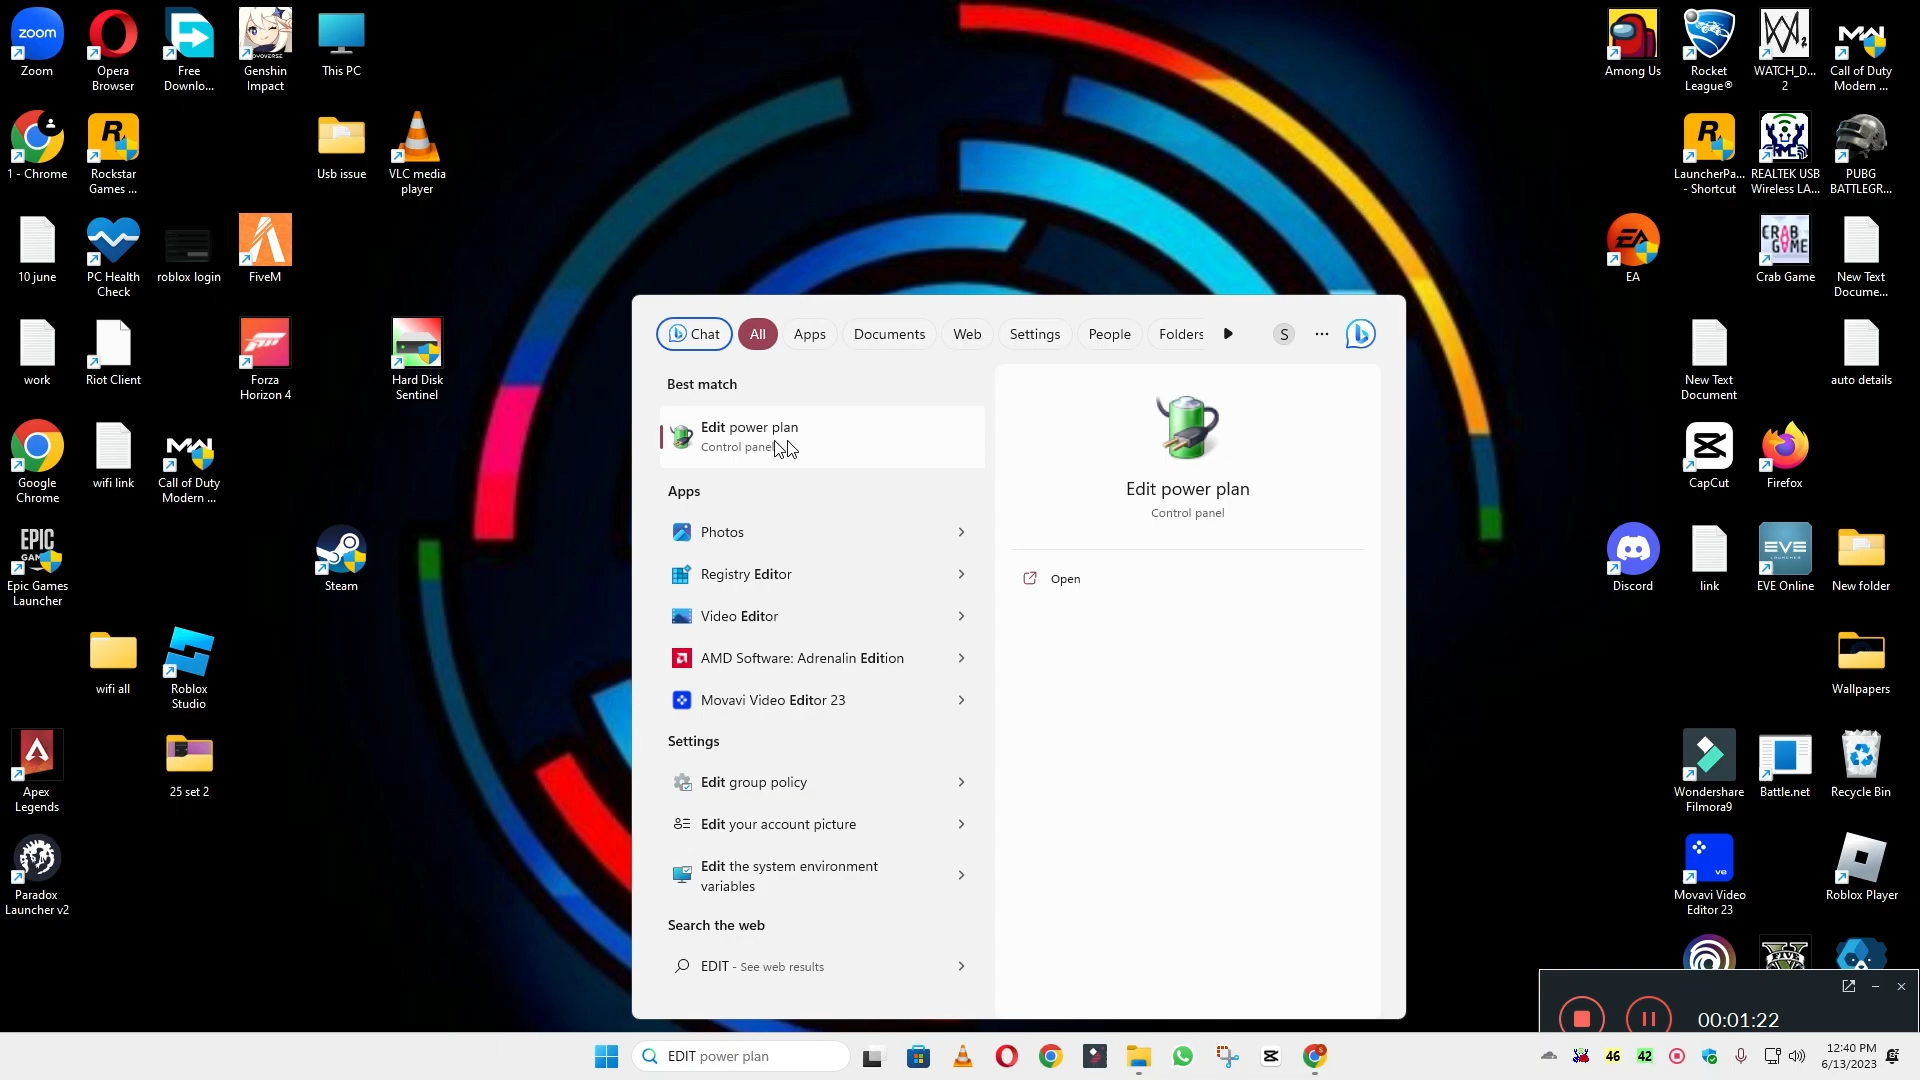 zoom
Zoom
Opera
Browser
Free
Downlo...
Genshin
Impact
This PC
Among Us
Rocket
League®
WATCH_D...
2
Call of Duty
Modern ...
1 - Chrome
Rockstar
Games ...
Usb issue
VLC media
player
LauncherPa...
- Shortcut
REALTEK USB
Wireless LA...
PUBG
BATTLEGR...
10 june
PC Health
Check
roblox login
FiveM
EA
EA
CRAB
GAME
Crab Game
New Text
Docume...
work
Riot Client
Forza
Horizon 4
Hard Disk
Sentinel
New Text
Document
auto details
Google
Chrome
wifi link
Call of Duty
Modern ...
CapCut
Firefox
EPIC
Epic Games
Launcher
Steam
Discord
link
EVE
EVE Online
New folder
wifi all
Roblox
Studio
Wallpapers
Apex
Legends
25 set 2
Wondershare
Filmora9
Battle.net
Recycle Bin
Paradox
Launcher v2
Movavi Video
Editor 23
Roblox Player
Chat
All
Apps
Documents
Web
Settings
People
Folders
S
Best match
Edit power plan
Control panel
Apps
Photos
Registry Editor
Video Editor
AMD Software: Adrenalin Edition
Movavi Video Editor 23
Settings
Edit group policy
Edit your account picture
Edit the system environment
variables
Search the web
EDIT - See web results
Edit power plan
Control panel
Open
00:01:22
EDIT power plan
46
42
12:40 PM
6/13/2023